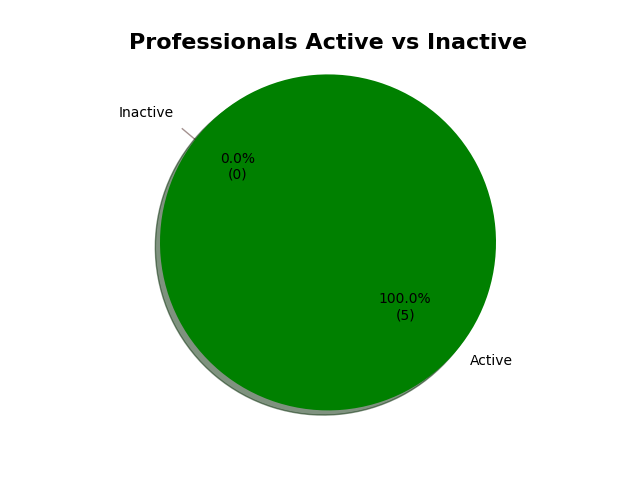 Professionals Active vs Inactive
Inactive
0.0%
(0)
100.0%
(5)
Active